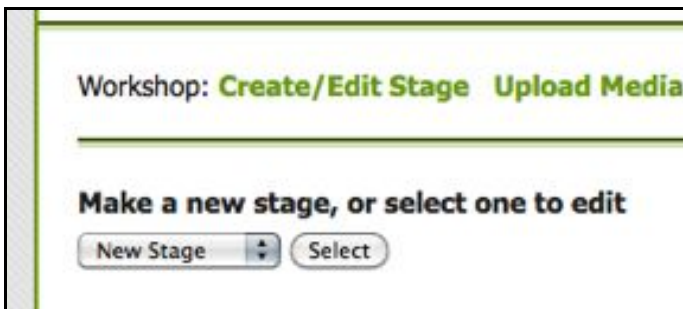 Workshop: Create/Edit Stage Upload Media
Make a new stage, or select one to edit
New Stage Select